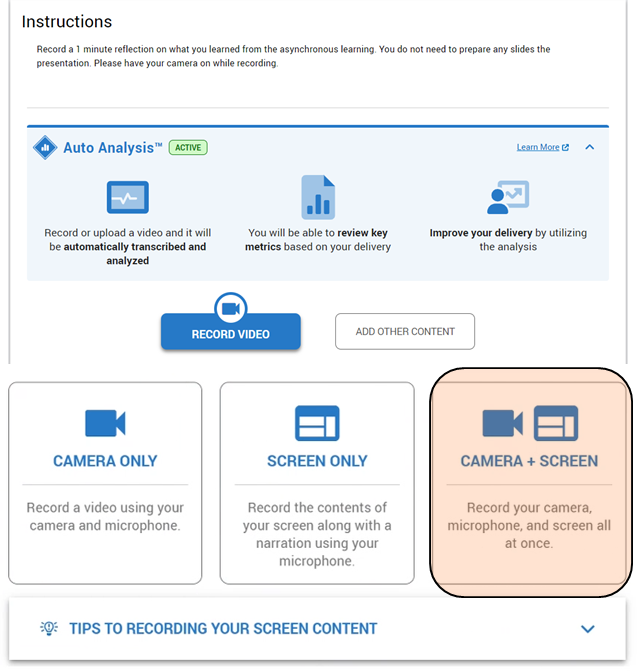 Instructions
Record a 1 minute reflection on what you learned from the asynchronous learning. You do not need to prepare any slides the
presentation. Please have your camera on while recording.
Auto Analysis™ ACTIVE Learn More
Record or upload a video and it will
be automatically transcribed and
analyzed
You will be able to review key
metrics based on your delivery
Improve your delivery by utilizing
the analysis
RECORD VIDEO
ADD OTHER CONTENT
CAMERA ONLY
Record a video using your
camera and microphone.
SCREEN ONLY
Record the contents of
your screen along with a
narration using your
microphone.
CAMERA + SCREEN
Record your camera,
microphone, and screen all
at once.
TIPS TO RECORDING YOUR SCREEN CONTENT